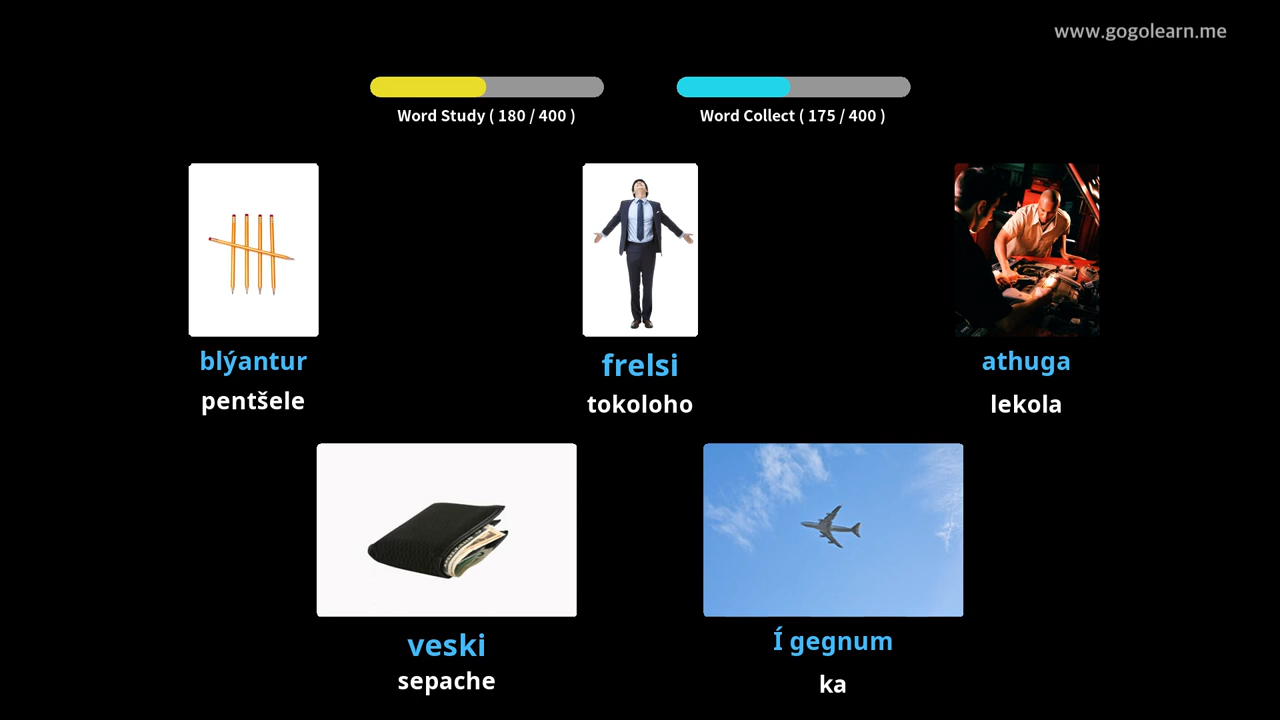 www.gogolearn.me
Word Study ( 180 / 400 )
Word Collect ( 175 / 400 )
blýantur
pentšele
frelsi
tokoloho
athuga
lekola
veski
sepache
Í gegnum
ka